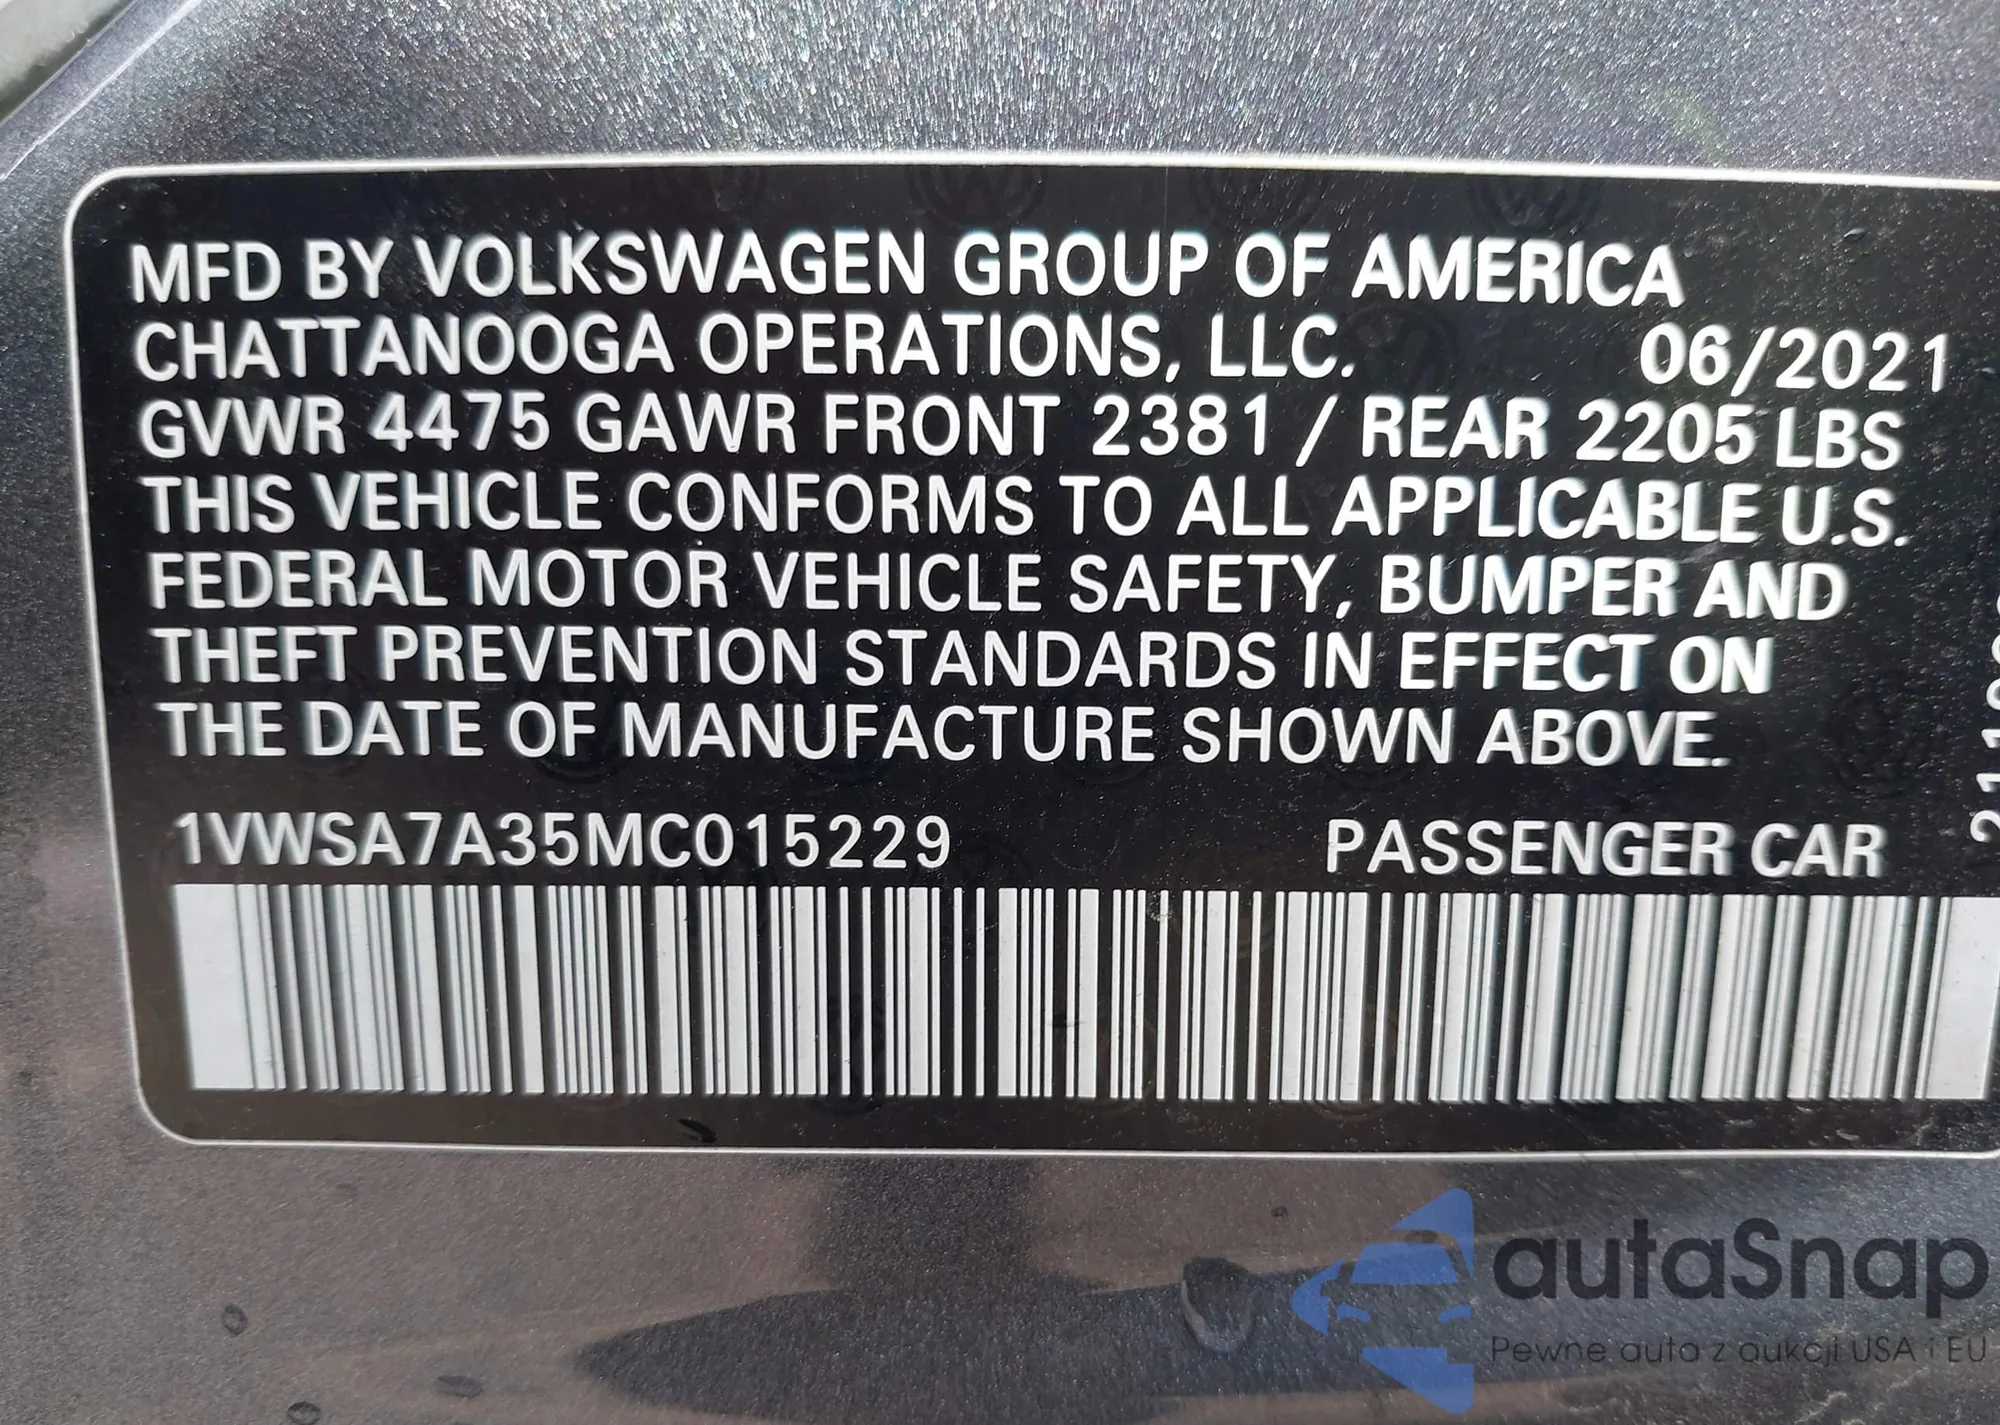 MFD BY VOLKSWAGEN GROUP OF AMERICA
CHATTANOOGA OPERATIONS, LLC. 06/2021
GVWR 4475 GAWR FRONT 2381 / REAR 2205 LBS
THIS VEHICLE CONFORMS TO ALL APPLICABLE U.S.
FEDERAL MOTOR VEHICLE SAFETY, BUMPER AND
THEFT PREVENTION STANDARDS IN EFFECT ON
THE DATE OF MANUFACTURE SHOWN ABOVE.
1VWSA7A35MC015229 PASSENGER CAR
autaSnap
Pewne auta z aukcji USA i EU